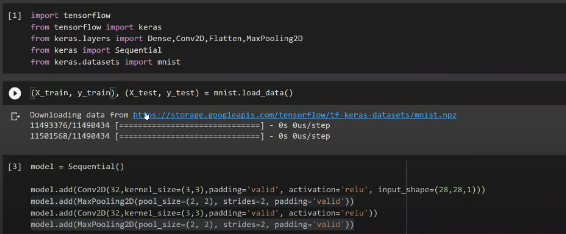 [1] import tensorflow
from tensorflow import keras
from keras.layers import Dense,Conv2D,Flatten,MaxPooling2D
from keras import Sequential
from keras.datasets import mnist
(X_train, y_train), (X_test, y_test) = mnist.load_data()
Downloading data from https://storage.googleapis.com/tensorflow/tf-keras-datasets/mnist.npz
11493376/11490434 [==============================] - 0s 0us/step
11501568/11490434 [==============================] - 0s 0us/step
[3] model = Sequential()
model.add(Conv2D(32,kernel_size=(3,3),padding='valid', activation='relu', input_shape=(28,28,1)))
model.add(MaxPooling2D(pool_size=(2, 2), strides=2, padding='valid'))
model.add(Conv2D(32,kernel_size=(3,3),padding='valid', activation='relu'))
model.add(MaxPooling2D(pool_size=(2, 2), strides=2, padding='valid'))